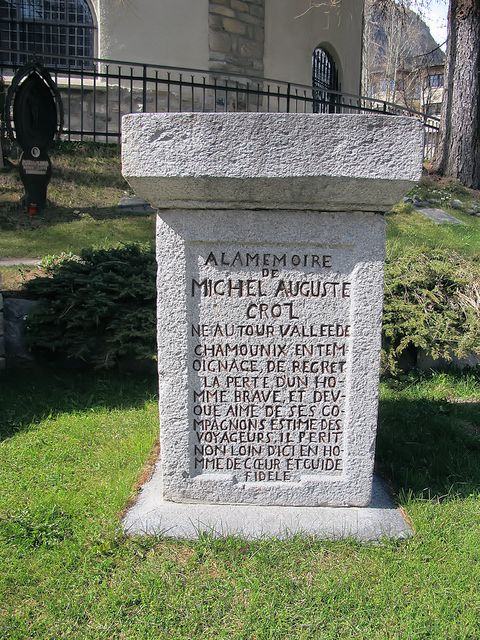 A LA MEMOIRE
DE
MICHEL AUGUSTE
CROZ
NE AU TOUR VALLEE DE
CHAMOUNIX EN TEM-
OIGNAGE DE REGRET
LA PERTE D'UN HO-
MME BRAVE ET DEV-
OUE AIME DE SES CO-
MPAGNONS ESTIME DES
VOYAGEURS IL PERIT
NON LOIN D'ICI EN HO-
MME DE CŒUR ET GUIDE
FIDELE